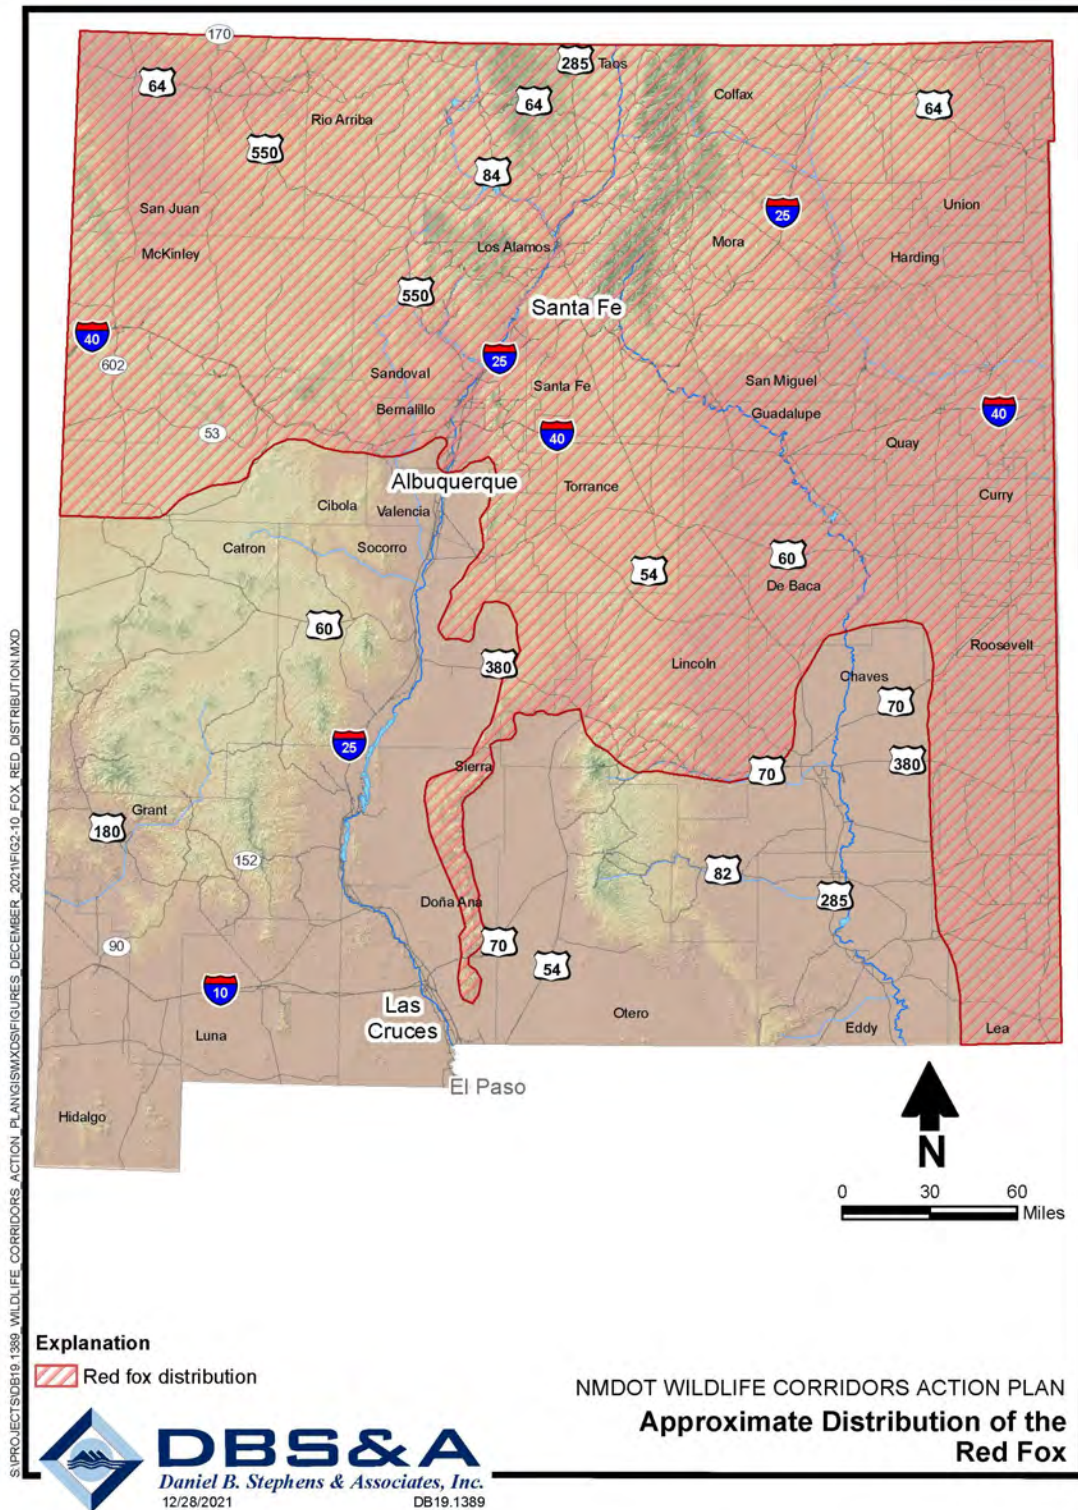 170
285
Taos
64
64
Colfax
64
Rio Arriba
550
84
San Juan
25
Union
Mora
McKinley
Los Alamos
Harding
550
Santa Fe
40
25
602
Sandoval
Santa Fe
San Miguel
Bernalillo
Guadalupe
40
53
40
Quay
Albuquerque
Torrance
Curry
Cibola
Valencia
Catron
Socorro
60
54
De Baca
60
Roosevelt
380
Lincoln
Chaves
70
25
380
Sierra
70
Grant
180
152
82
285
Doña Ana
90
70
54
10
Las
Cruces
Otero
Luna
Eddy
Lea
El Paso
Hidalgo
N
0 30 60
Miles
S:\PROJECTS\DB19.1389_WILDLIFE_CORRIDORS_ACTION_PLAN\GIS\MXDS\FIGURES_DECEMBER_2021\FIG2-10_FOX_RED_DISTRIBUTION.MXD
Explanation
Red fox distribution
NMDOT WILDLIFE CORRIDORS ACTION PLAN
Approximate Distribution of the
Red Fox
DBS&A
Daniel B. Stephens & Associates, Inc.
12/28/2021 DB19.1389